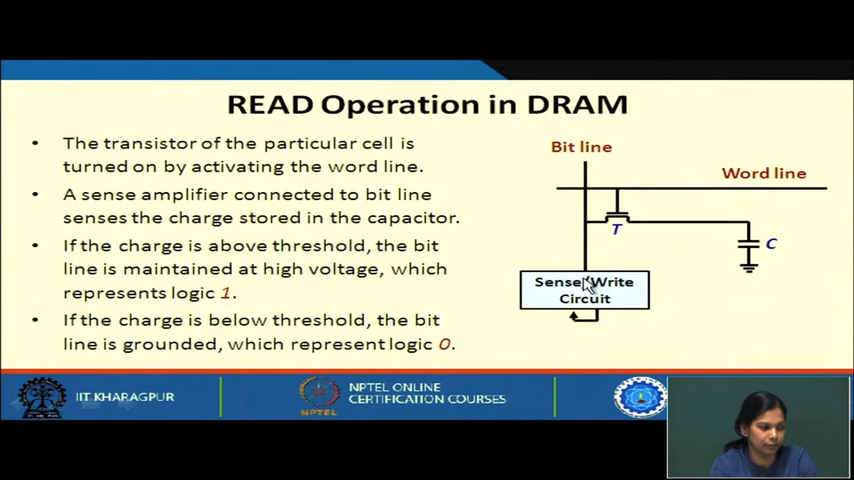 READ Operation in DRAM
• The transistor of the particular cell is
turned on by activating the word line.
• A sense amplifier connected to bit line
senses the charge stored in the capacitor.
• If the charge is above threshold, the bit
line is maintained at high voltage, which
represents logic 1.
• If the charge is below threshold, the bit
line is grounded, which represent logic 0.
Bit line
Word line
T
C
Sense/Write
Circuit
IIT KHARAGPUR
NPTEL
NPTEL ONLINE
CERTIFICATION COURSES